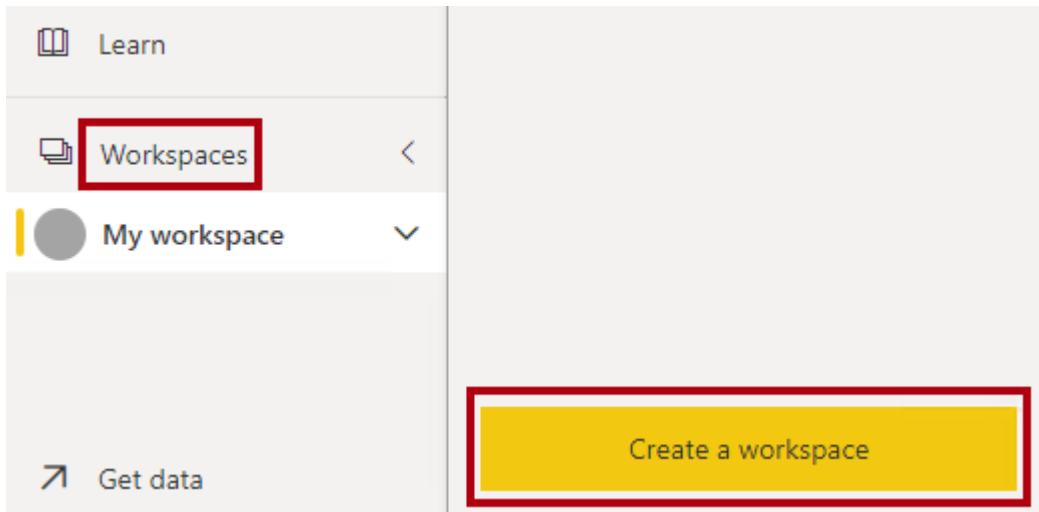 Learn
Workspaces
My workspace
Get data
Create a workspace